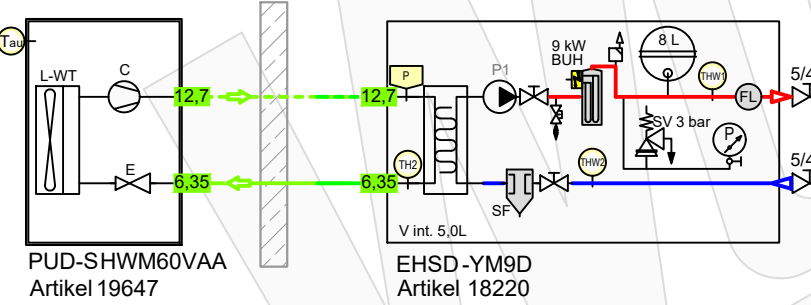 Tau
L-WT
C
E
12,7
6,35
PUD-SHWM60VAA
Artikel 19647
12,7
6,35
P
TH2
P1
9 kW
BUH
8 L
THW1
FL
5/4
SV 3 bar
P
THW2
5/4
SF
V int. 5,0L
EHSD-YM9D
Artikel 18220